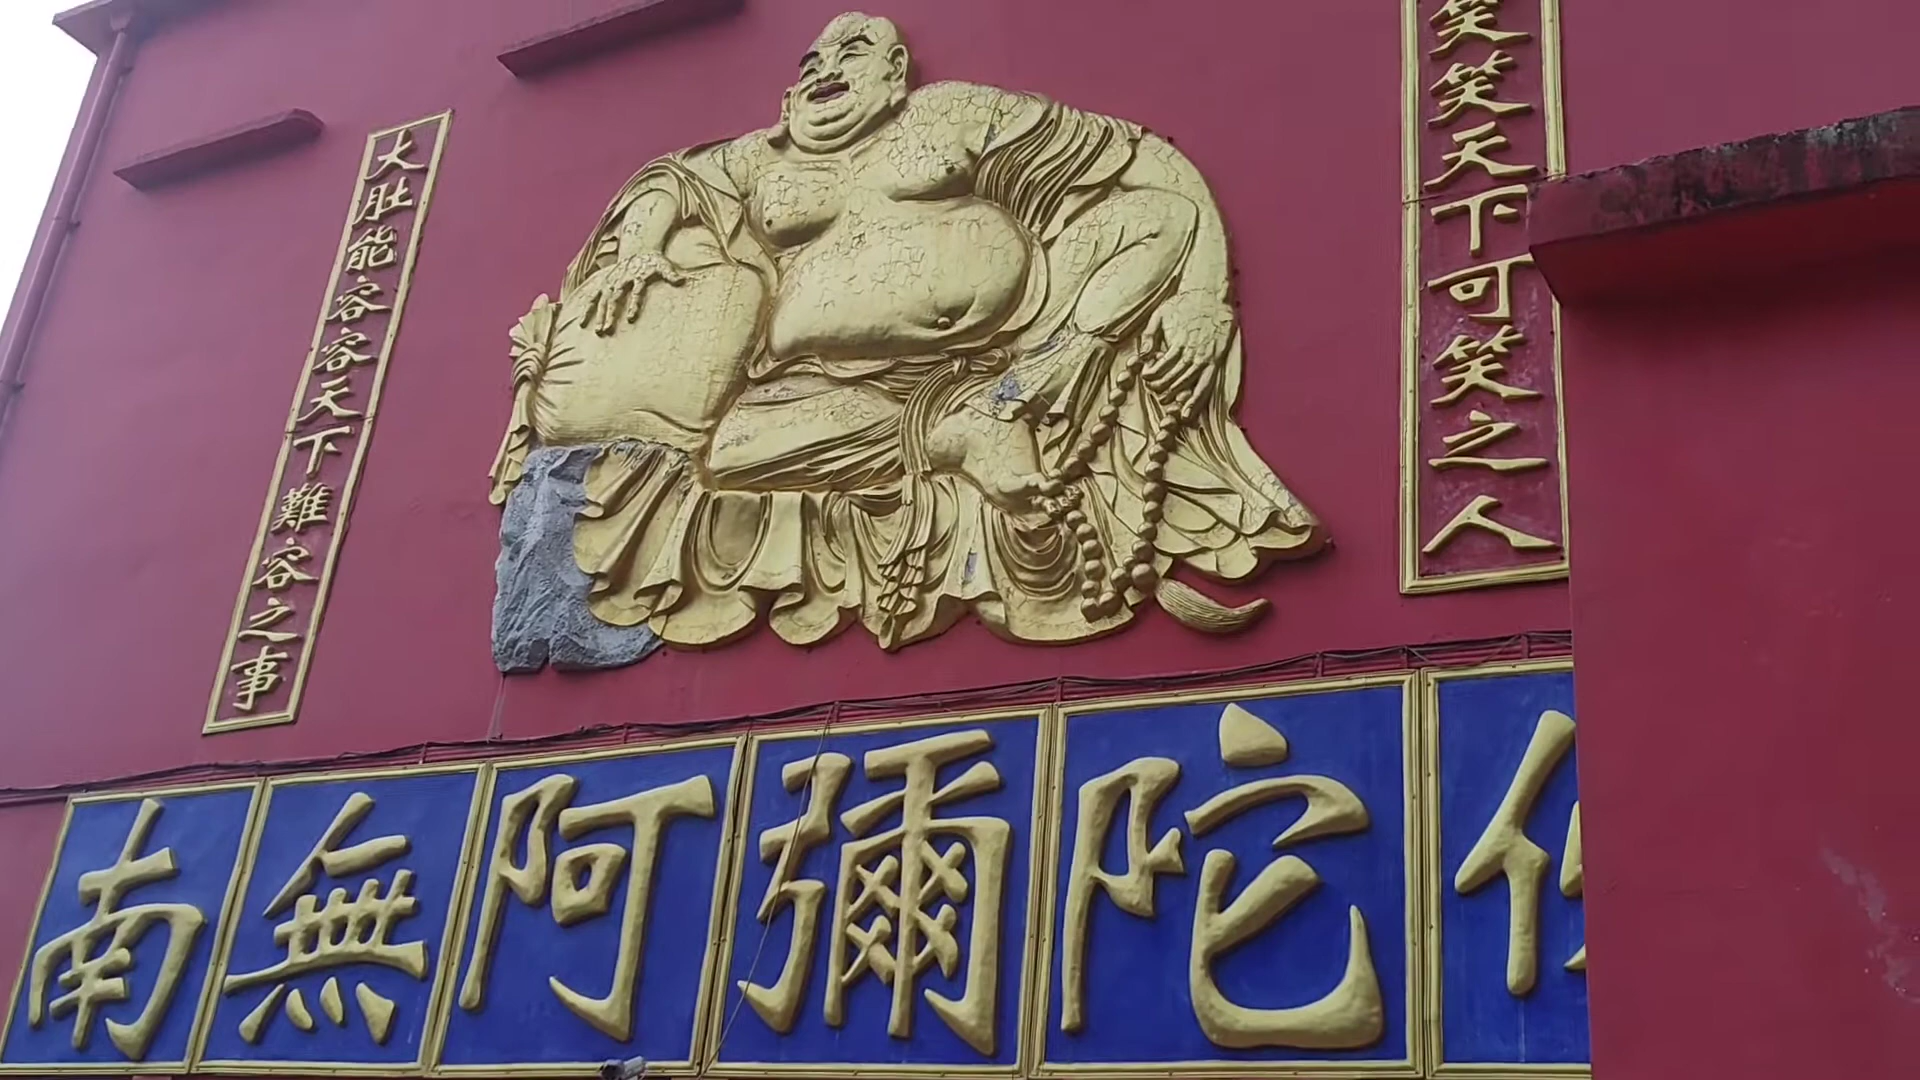 大肚能容容天下難容之事
笑笑天下可笑之人
南無阿彌陀